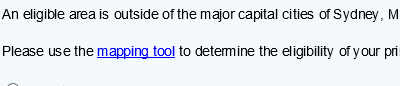 An eligible area is outside of the major capital cities of Sydney, M
Please use the mapping tool to determine the eligibility of your pri